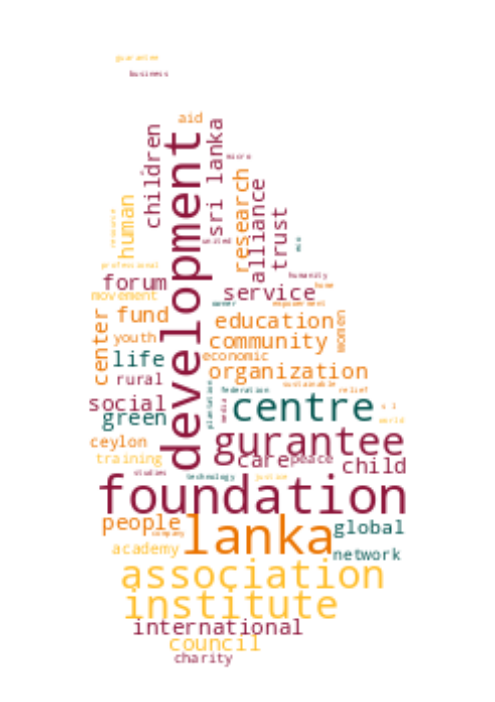 guarantee
business
aid
children
development
sri lanka
micro
research
alliance
human
trust
resource
united
eco
professional
forum
humanity
movement
service
home
owner
empowerment
fund
center
education
women
youth
community
life
economic
rural
organization
federation
sustainable
relief
plantation
social
media
centre
s l
green
world
ceylon
gurantee
training
care
peace
child
studies
technology
justice
foundation
people
lanka
global
company
academy
network
association
institute
international
council
charity